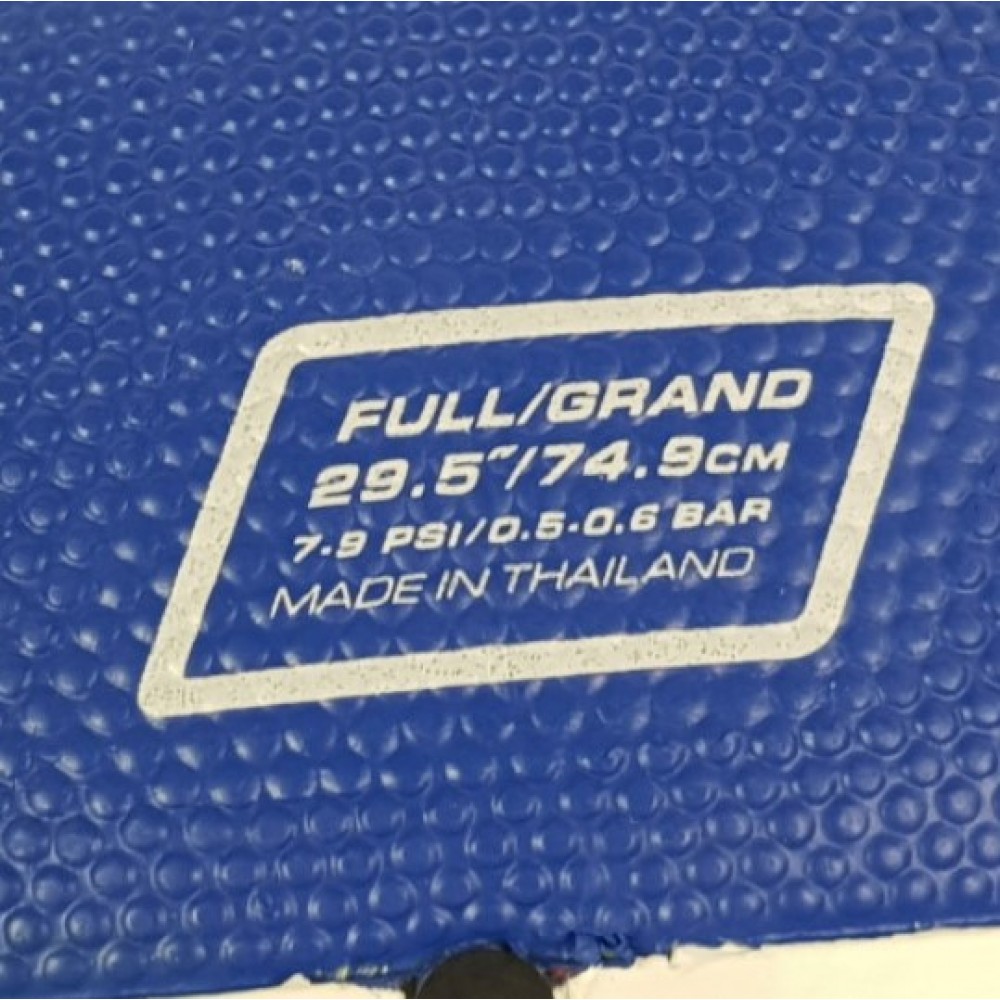 FULL/GRAND
29.5″/74.9CM
7-9 PSI/0.5-0.6 BAR
MADE IN THAILAND